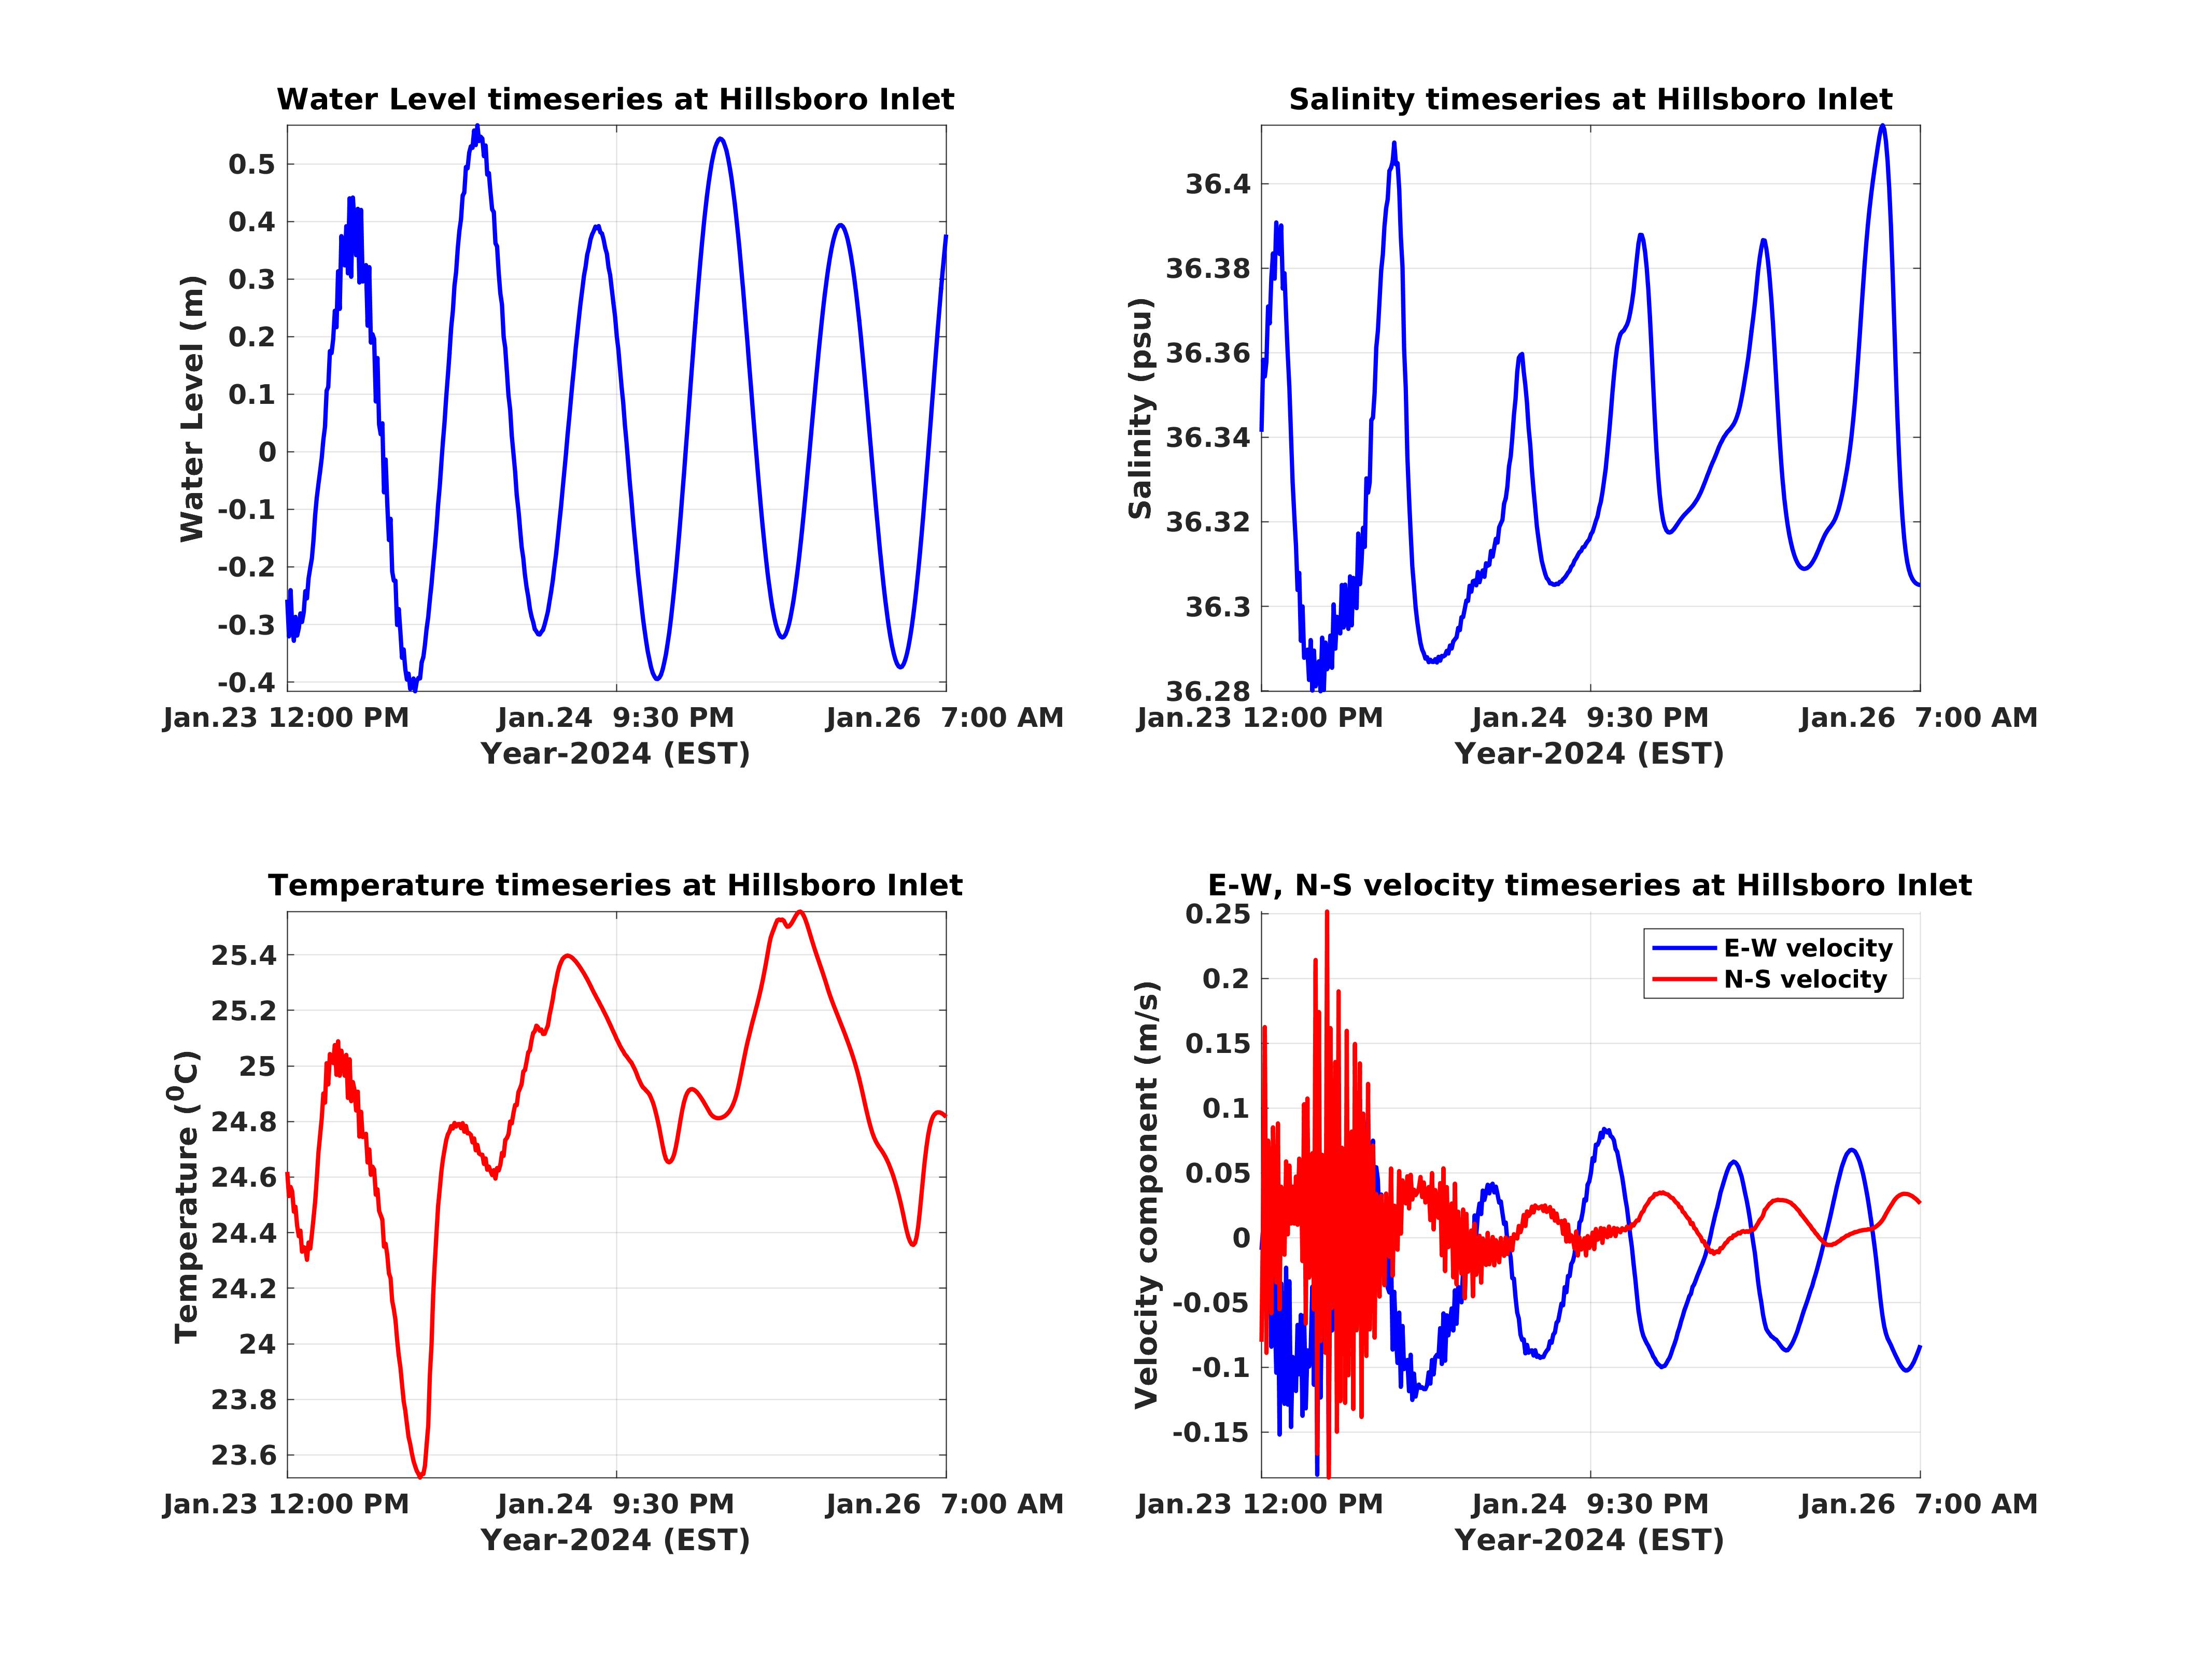 Water Level timeseries at Hillsboro Inlet
0.5
0.4
0.3
0.2
0.1
0
-0.1
-0.2
-0.3
-0.4
Water Level (m)
Jan.23 12:00 PM
Jan.24 9:30 PM
Jan.26 7:00 AM
Year-2024 (EST)
Salinity timeseries at Hillsboro Inlet
36.4
36.38
36.36
36.34
36.32
36.3
36.28
Salinity (psu)
Jan.23 12:00 PM
Jan.24 9:30 PM
Jan.26 7:00 AM
Year-2024 (EST)
Temperature timeseries at Hillsboro Inlet
25.4
25.2
25
24.8
24.6
24.4
24.2
24
23.8
23.6
Temperature (⁰C)
Jan.23 12:00 PM
Jan.24 9:30 PM
Jan.26 7:00 AM
Year-2024 (EST)
E-W, N-S velocity timeseries at Hillsboro Inlet
0.25
0.2
0.15
0.1
0.05
0
-0.05
-0.1
-0.15
Velocity component (m/s)
E-W velocity
N-S velocity
Jan.23 12:00 PM
Jan.24 9:30 PM
Jan.26 7:00 AM
Year-2024 (EST)